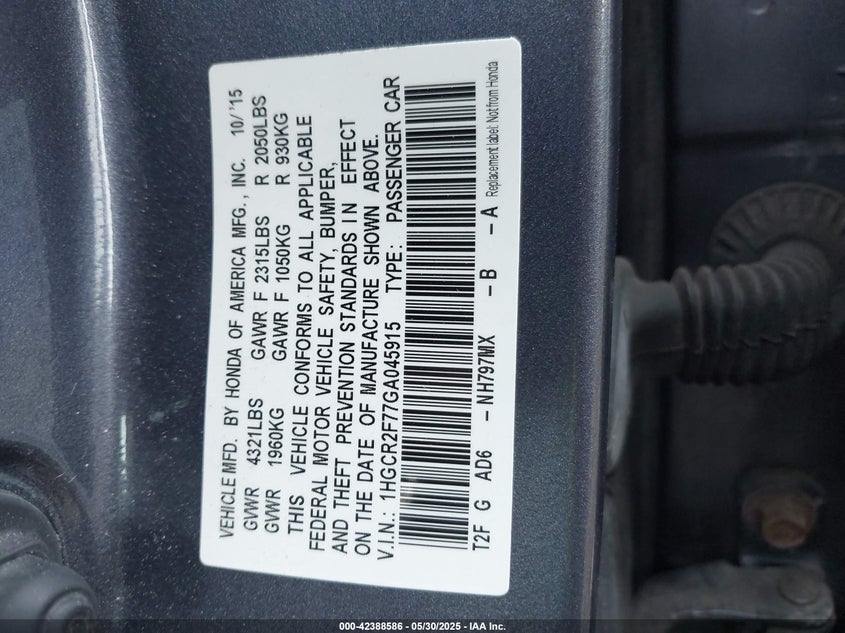 VEHICLE MFD. BY HONDA OF AMERICA MFG., INC. 10/'15
GVWR 4321LBS GAWR F 2315LBS R 2050LBS
GVWR 1960KG GAWR F 1050KG R 930KG
THIS VEHICLE CONFORMS TO ALL APPLICABLE
FEDERAL MOTOR VEHICLE SAFETY, BUMPER,
AND THEFT PREVENTION STANDARDS IN EFFECT
ON THE DATE OF MANUFACTURE SHOWN ABOVE.
V.I.N.: 1HGCR2F77GA045915 TYPE: PASSENGER CAR
T2F G AD6 - NH797MX - B - A Replacement label: Not from Honda
000-42388586 - 05/30/2025 - IAA Inc.